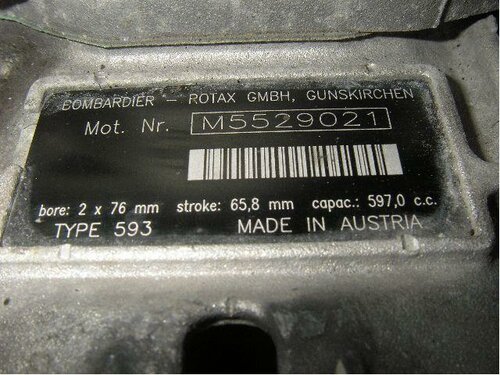 BOMBARDIER - ROTAX GMBH, GUNSKIRCHEN
Mot. Nr. M5529021
bore: 2 x 76 mm stroke: 65,8 mm capac.: 597,0 c.c.
TYPE 593 MADE IN AUSTRIA